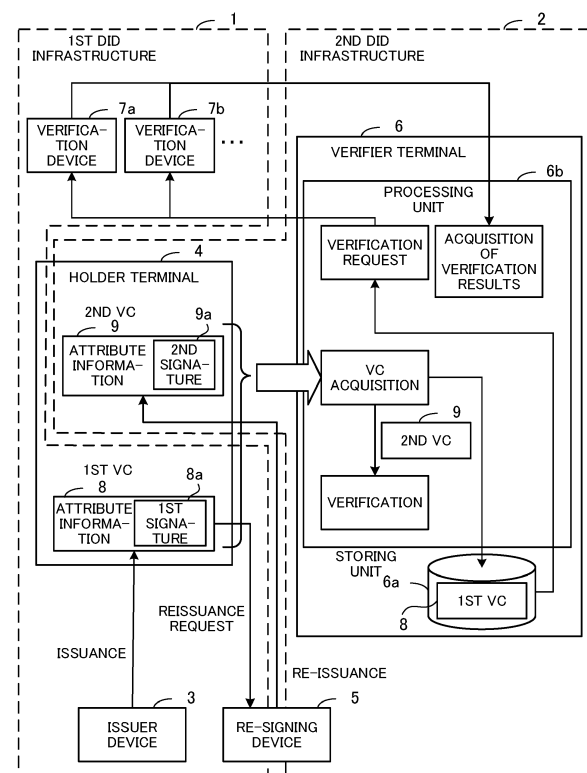 1
2
1ST DID
INFRASTRUCTURE
2ND DID
INFRASTRUCTURE
7a
7b
VERIFICA-
TION
DEVICE
VERIFICA-
TION
DEVICE
...
6
VERIFIER TERMINAL
6b
PROCESSING
UNIT
VERIFICATION
REQUEST
ACQUISITION
OF
VERIFICATION
RESULTS
4
HOLDER TERMINAL
2ND VC
9
9a
ATTRIBUTE
INFORMA-
TION
2ND
SIGNA-
TURE
VC
ACQUISITION
9
2ND VC
VERIFICATION
1ST VC
8
8a
ATTRIBUTE
INFORMA-
TION
1ST
SIGNA-
TURE
STORING
UNIT
6a
8
1ST VC
REISSUANCE
REQUEST
ISSUANCE
RE-ISSUANCE
3
ISSUER
DEVICE
5
RE-SIGNING
DEVICE